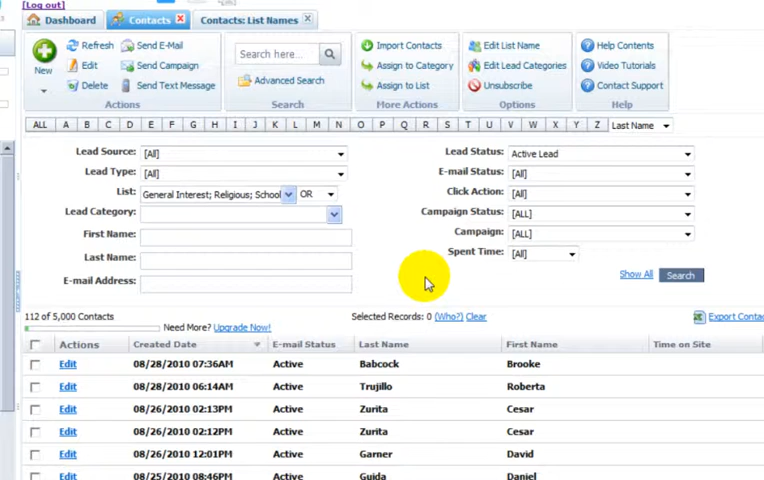 [Log out]
Dashboard Contacts Contacts: List Names
New Refresh Edit Delete Send E-Mail Send Campaign Send Text Message
Actions
Search here...
Advanced Search
Search
Import Contacts
Assign to Category
Assign to List
More Actions
Edit List Name
Edit Lead Categories
Unsubscribe
Options
Help Contents
Video Tutorials
Contact Support
Help
ALL A B C D E F G H I J K L M N O P Q R S T U V W X Y Z Last Name
Lead Source: [All] Lead Status: Active Lead
Lead Type: [All] E-mail Status: [All]
List: General Interest; Religious; School OR Click Action: [All]
Lead Category: Campaign Status: [ALL]
First Name: Campaign: [ALL]
Last Name: Spent Time: [All]
E-mail Address: Show All Search
112 of 5,000 Contacts Selected Records: 0 (Who?) Clear Export Conta
Need More? Upgrade Now!
Actions Created Date E-mail Status Last Name First Name Time on Site
Edit 08/28/2010 07:36AM Active Babcock Brooke
Edit 08/28/2010 06:14AM Active Trujillo Roberta
Edit 08/26/2010 02:13PM Active Zurita Cesar
Edit 08/26/2010 02:12PM Active Zurita Cesar
Edit 08/26/2010 12:01PM Active Garner David
Edit 08/25/2010 08:46PM Active Guida Daniel